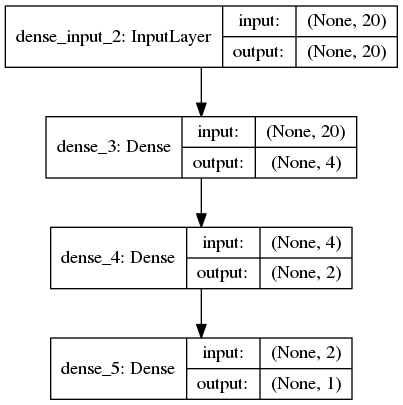 dense_input_2: InputLayer
input: (None, 20)
output: (None, 20)
dense_3: Dense
input: (None, 20)
output: (None, 4)
dense_4: Dense
input: (None, 4)
output: (None, 2)
dense_5: Dense
input: (None, 2)
output: (None, 1)